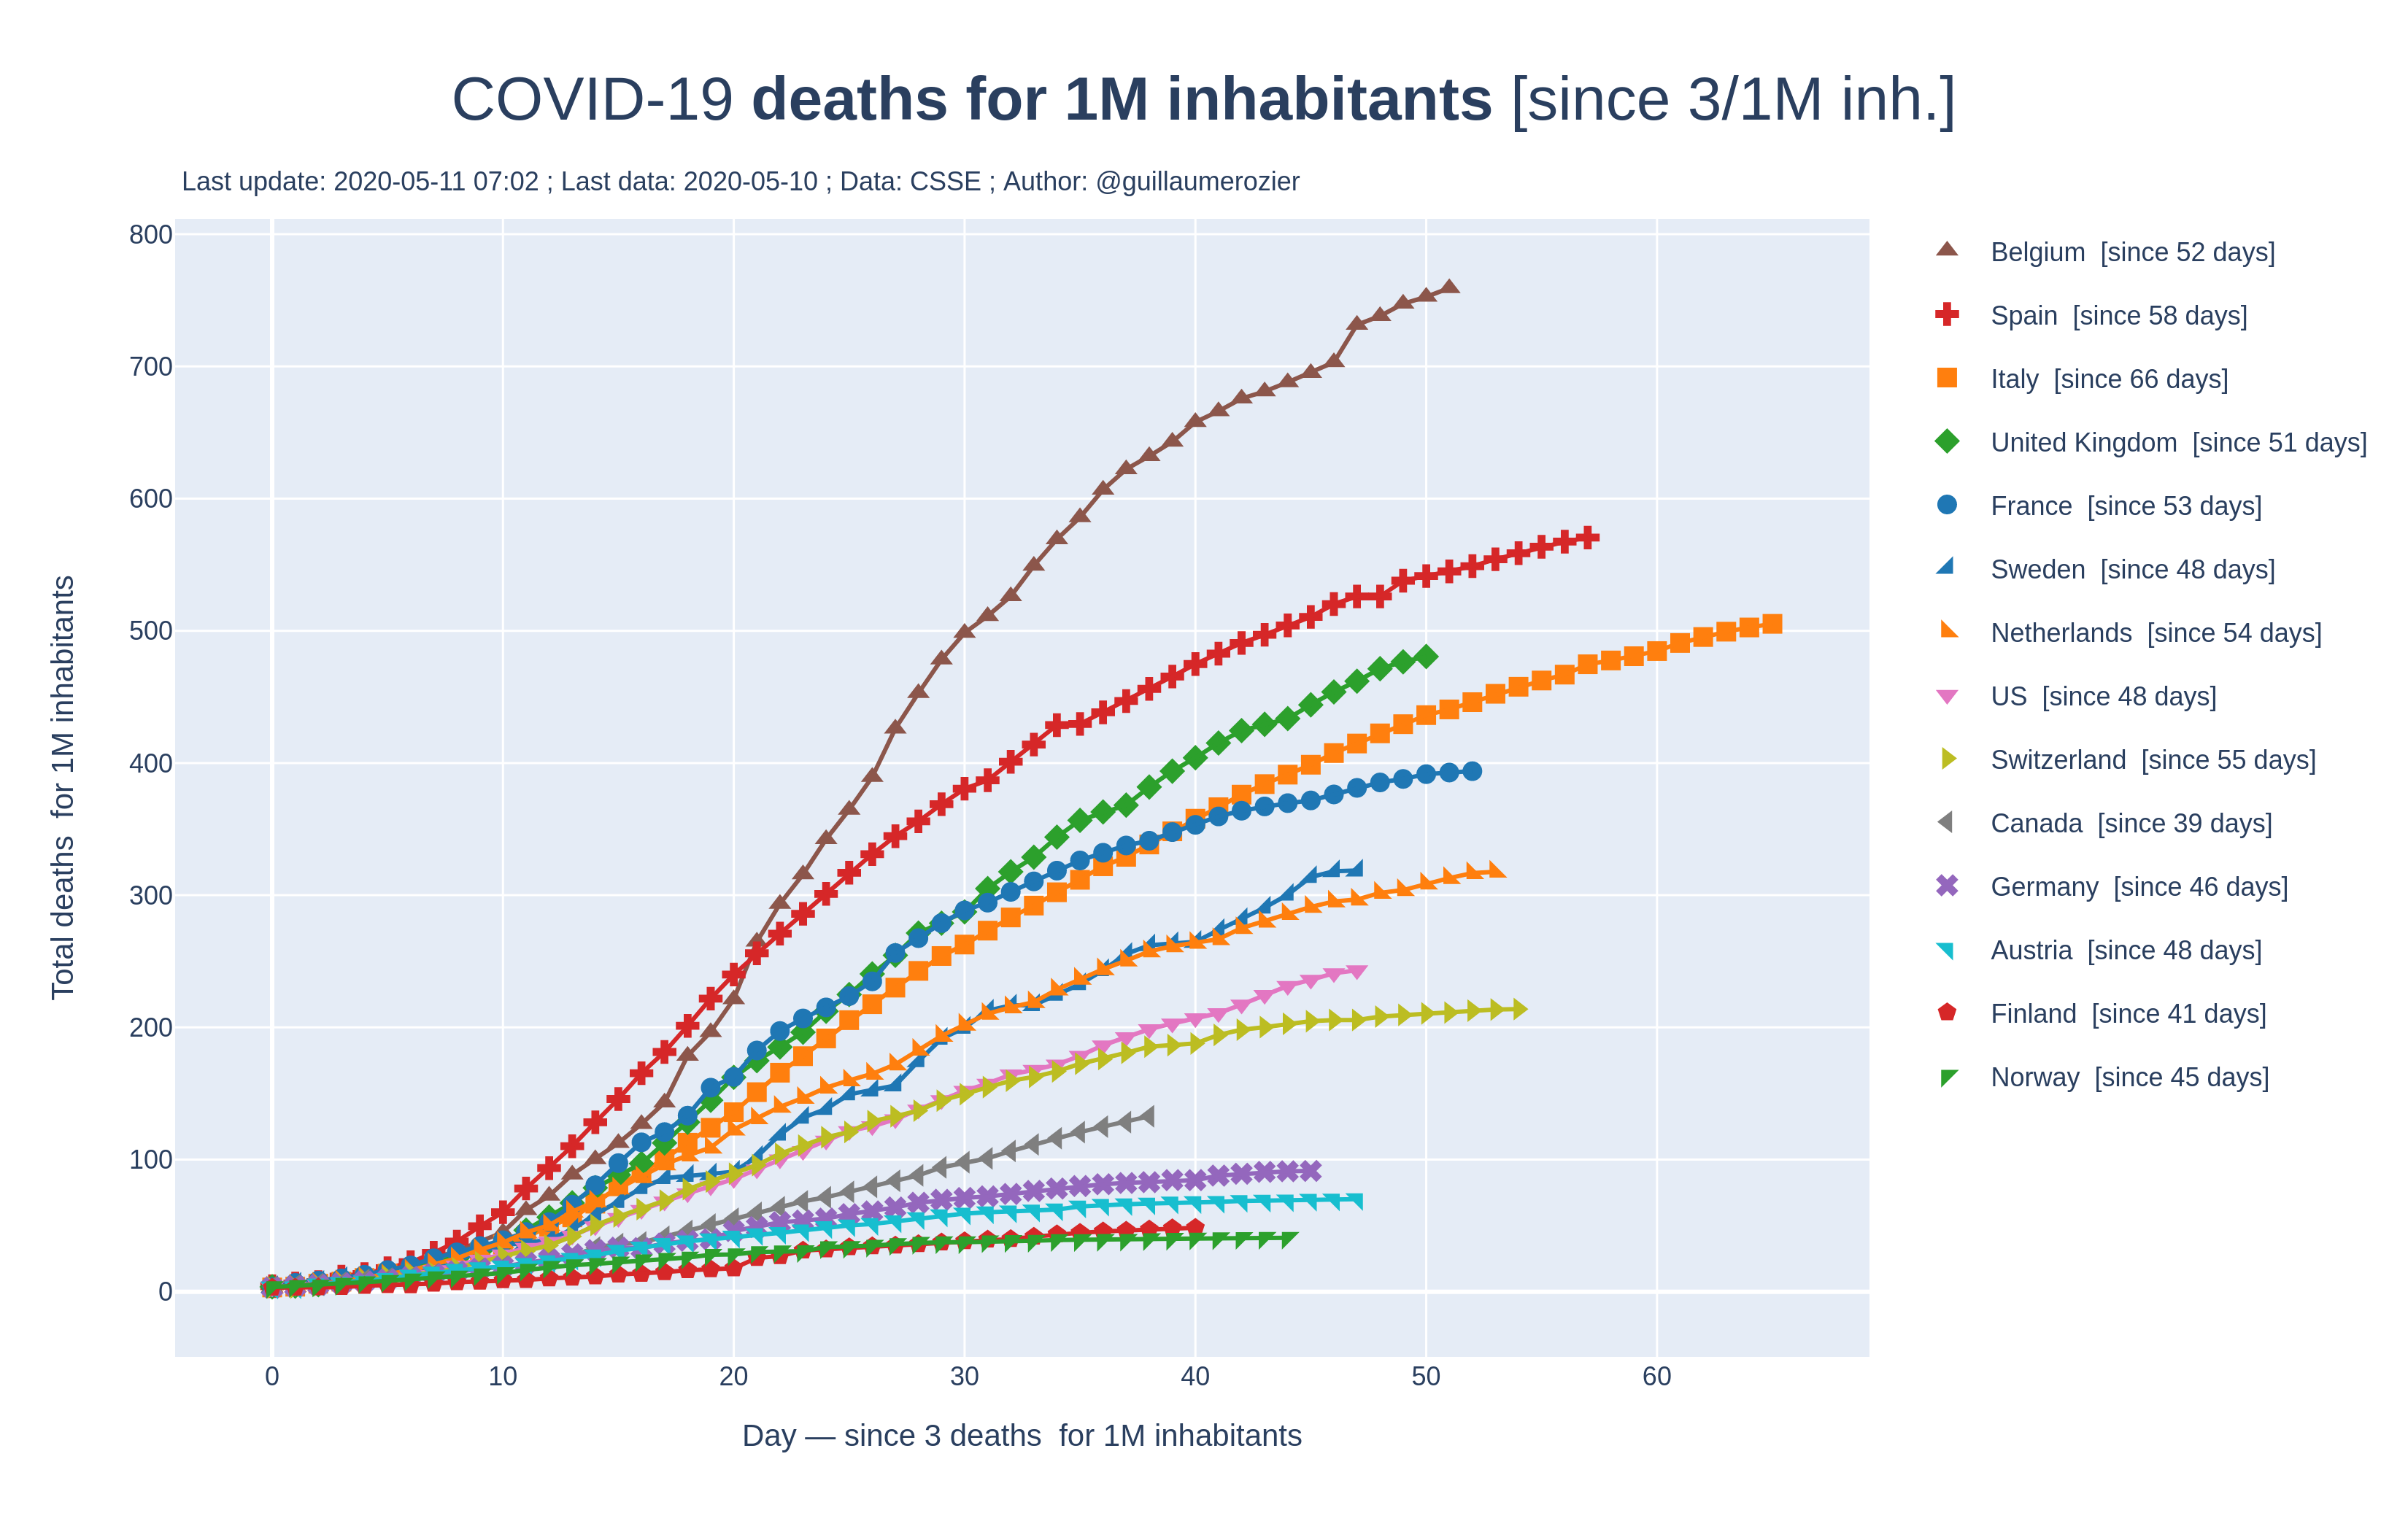 COVID-19 deaths for 1M inhabitants [since 3/1M inh.]
Last update: 2020-05-11 07:02 ; Last data: 2020-05-10 ; Data: CSSE ; Author: @guillaumerozier
Total deaths  for 1M inhabitants
800
700
600
500
400
300
200
100
0
0
10
20
30
40
50
60
Day — since 3 deaths  for 1M inhabitants
Belgium  [since 52 days]
Spain  [since 58 days]
Italy  [since 66 days]
United Kingdom  [since 51 days]
France  [since 53 days]
Sweden  [since 48 days]
Netherlands  [since 54 days]
US  [since 48 days]
Switzerland  [since 55 days]
Canada  [since 39 days]
Germany  [since 46 days]
Austria  [since 48 days]
Finland  [since 41 days]
Norway  [since 45 days]